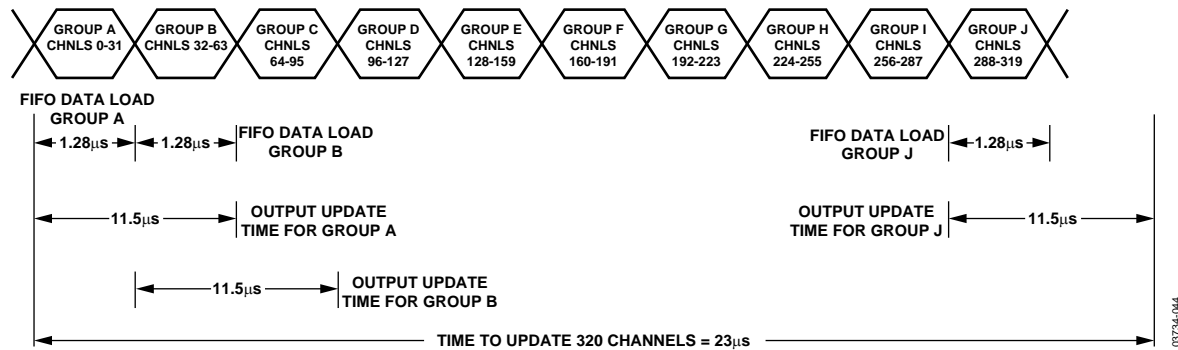 GROUP A
CHNLS 0-31
GROUP B
CHNLS 32-63
GROUP C
CHNLS
64-95
GROUP D
CHNLS
96-127
GROUP E
CHNLS
128-159
GROUP F
CHNLS
160-191
GROUP G
CHNLS
192-223
GROUP H
CHNLS
224-255
GROUP I
CHNLS
256-287
GROUP J
CHNLS
288-319
FIFO DATA LOAD
GROUP A
1.28μs
1.28μs
FIFO DATA LOAD
GROUP B
FIFO DATA LOAD
GROUP J
1.28μs
11.5μs
OUTPUT UPDATE
TIME FOR GROUP A
OUTPUT UPDATE
TIME FOR GROUP J
11.5μs
11.5μs
OUTPUT UPDATE
TIME FOR GROUP B
TIME TO UPDATE 320 CHANNELS = 23μs
03734-044